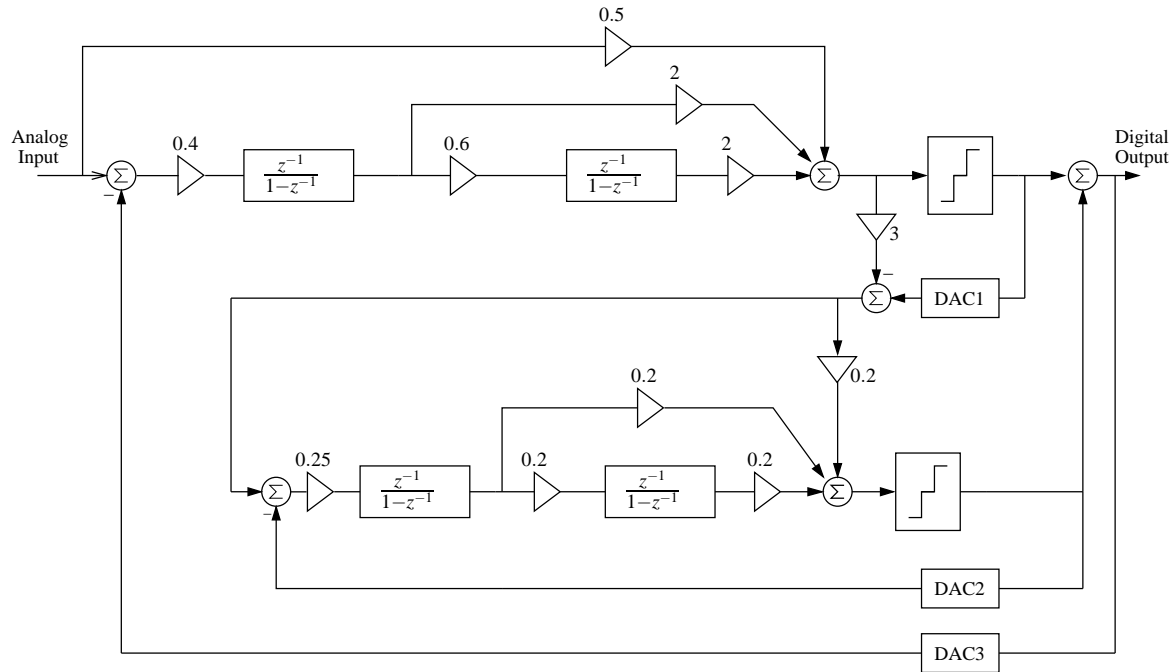 0.5
2
Analog
Input
0.4
0.6
2
Digital
Output
Σ
z⁻¹
1−z⁻¹
z⁻¹
1−z⁻¹
Σ
Σ
−
3
−
Σ
DAC1
0.2
0.2
0.25
0.2
0.2
Σ
z⁻¹
1−z⁻¹
z⁻¹
1−z⁻¹
Σ
−
DAC2
DAC3